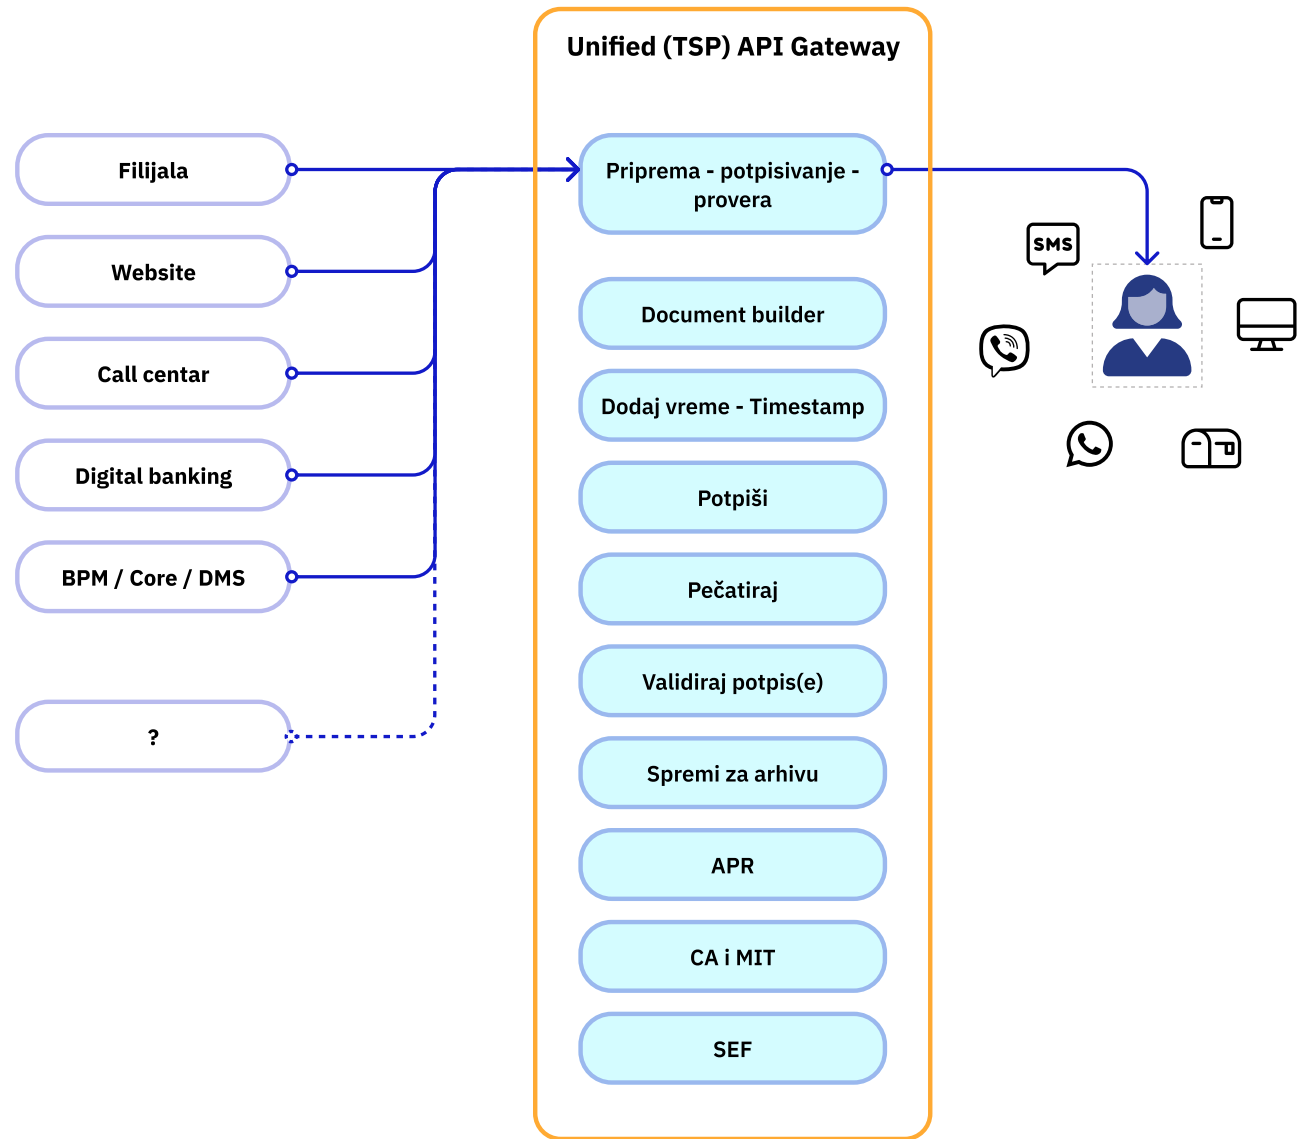 Unified (TSP) API Gateway
Filijala
Website
Call centar
Digital banking
BPM / Core / DMS
?
Priprema - potpisivanje -
provera
Document builder
Dodaj vreme - Timestamp
Potpiši
Pečatiraj
Validiraj potpis(e)
Spremi za arhivu
APR
CA i MIT
SEF
SMS